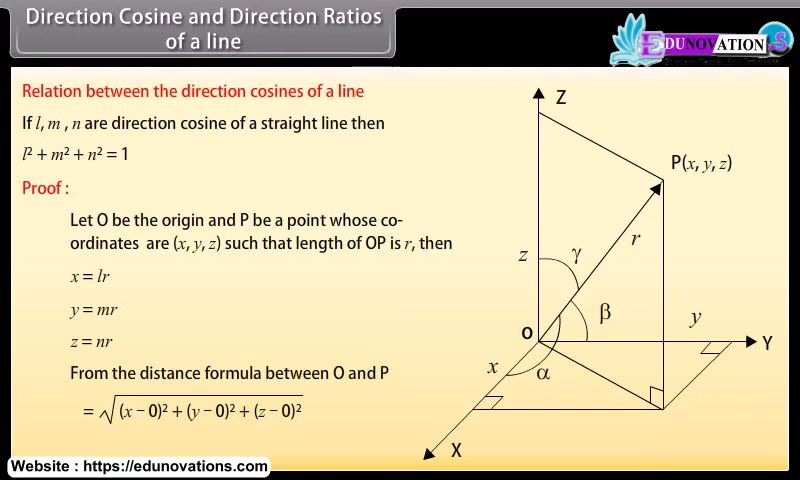 Direction Cosine and Direction Ratios
of a line
EDUNOVATION.S
Relation between the direction cosines of a line
If l, m , n are direction cosine of a straight line then
l² + m² + n² = 1
Proof :
Let O be the origin and P be a point whose co-
ordinates are (x, y, z) such that length of OP is r, then
x = lr
y = mr
z = nr
From the distance formula between O and P
= √(x – 0)² + (y – 0)² + (z – 0)²
Z
P(x, y, z)
r
z
γ
β
y
O
Y
x
α
X
Website : https://edunovations.com